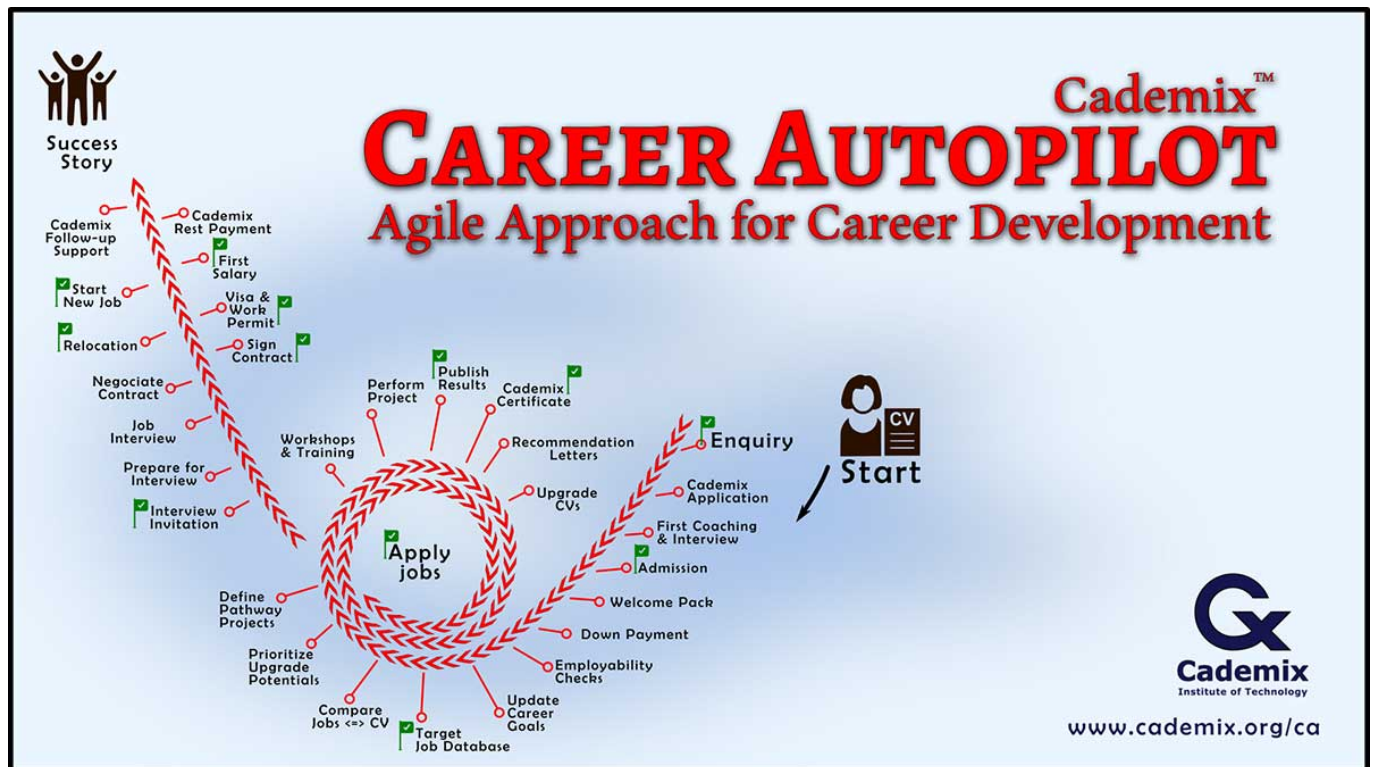 Cademix™
CAREER AUTOPILOT
Agile Approach for Career Development
Success
Story
Cademix
Follow-up
Support
Cademix
Rest Payment
First
Salary
Start
New Job
Visa &
Work
Permit
Relocation
Sign
Contract
Negociate
Contract
Job
Interview
Prepare for
Interview
Interview
Invitation
Workshops
& Training
Perform
Project
Publish
Results
Cademix
Certificate
Recommendation
Letters
Upgrade
CVs
Apply
jobs
Define
Pathway
Projects
Prioritize
Upgrade
Potentials
Compare
Jobs <=> CV
Target
Job Database
Update
Career
Goals
Employability
Checks
Down Payment
Welcome Pack
Admission
First Coaching
& Interview
Cademix
Application
Enquiry
CV
Start
Cx
Cademix
Institute of Technology
www.cademix.org/ca